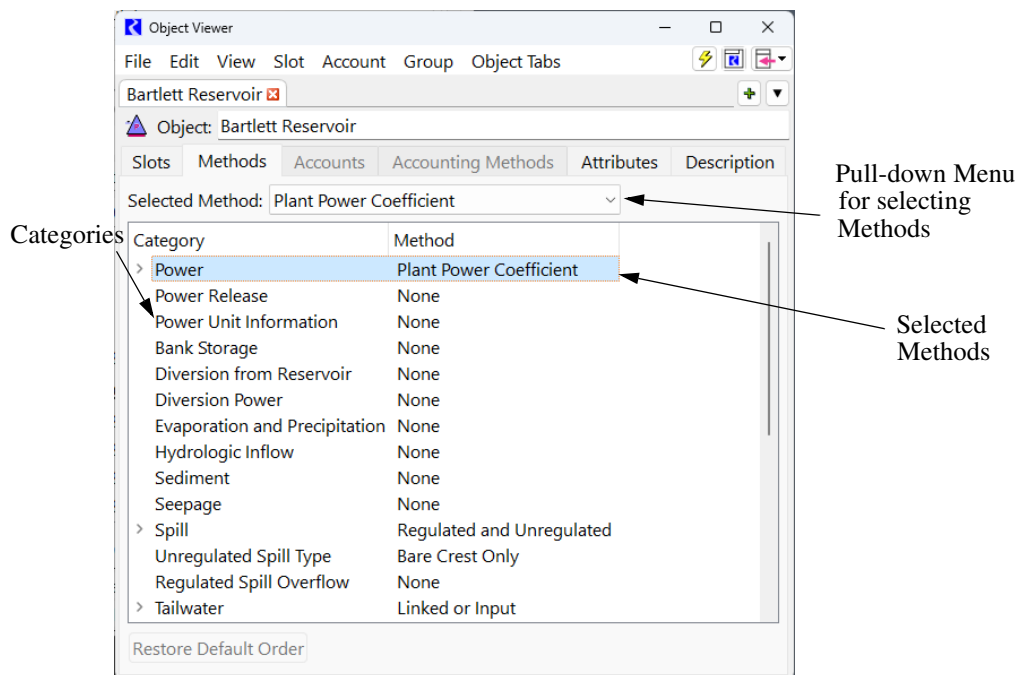 Object Viewer
File Edit View Slot Account Group Object Tabs
Bartlett Reservoir
Object: Bartlett Reservoir
Slots Methods Accounts Accounting Methods Attributes Description
Selected Method: Plant Power Coefficient
Pull-down Menu
for selecting
Methods
Categories
Category Method
Power Plant Power Coefficient
Power Release None
Power Unit Information None
Selected
Methods
Bank Storage None
Diversion from Reservoir None
Diversion Power None
Evaporation and Precipitation None
Hydrologic Inflow None
Sediment None
Seepage None
Spill Regulated and Unregulated
Unregulated Spill Type Bare Crest Only
Regulated Spill Overflow None
Tailwater Linked or Input
Restore Default Order